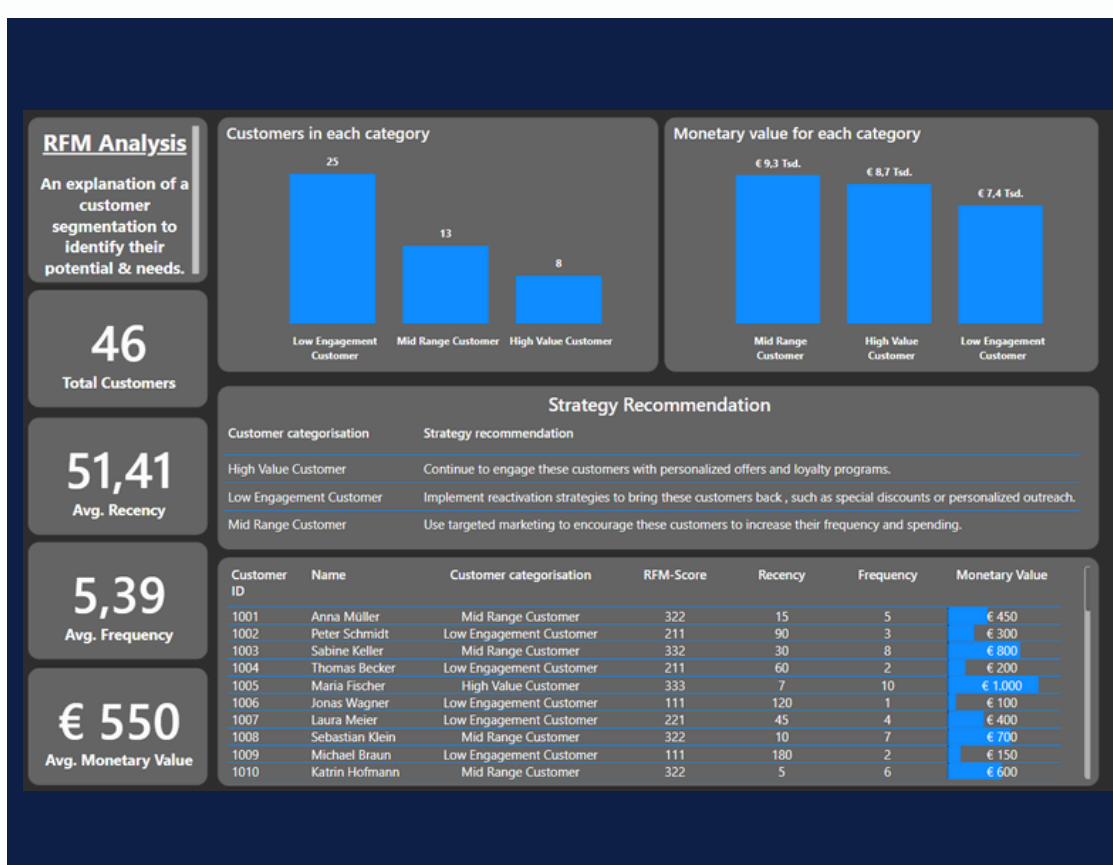 RFM Analysis
An explanation of a
customer
segmentation to
identify their
potential & needs.
46
Total Customers
51,41
Avg. Recency
5,39
Avg. Frequency
€ 550
Avg. Monetary Value
Customers in each category
25
13
8
Low Engagement
Customer
Mid Range Customer
High Value Customer
Monetary value for each category
€ 9,3 Tsd.
€ 8,7 Tsd.
€ 7,4 Tsd.
Mid Range
Customer
High Value
Customer
Low Engagement
Customer
Strategy Recommendation
Customer categorisation Strategy recommendation
High Value Customer Continue to engage these customers with personalized offers and loyalty programs.
Low Engagement Customer Implement reactivation strategies to bring these customers back , such as special discounts or personalized outreach.
Mid Range Customer Use targeted marketing to encourage these customers to increase their frequency and spending.
Customer ID Name Customer categorisation RFM-Score Recency Frequency Monetary Value
1001 Anna Müller Mid Range Customer 322 15 5 € 450
1002 Peter Schmidt Low Engagement Customer 211 90 3 € 300
1003 Sabine Keller Mid Range Customer 332 30 8 € 800
1004 Thomas Becker Low Engagement Customer 211 60 2 € 200
1005 Maria Fischer High Value Customer 333 7 10 € 1.000
1006 Jonas Wagner Low Engagement Customer 111 120 1 € 100
1007 Laura Meier Low Engagement Customer 221 45 4 € 400
1008 Sebastian Klein Mid Range Customer 322 10 7 € 700
1009 Michael Braun Low Engagement Customer 111 180 2 € 150
1010 Katrin Hofmann Mid Range Customer 322 5 6 € 600